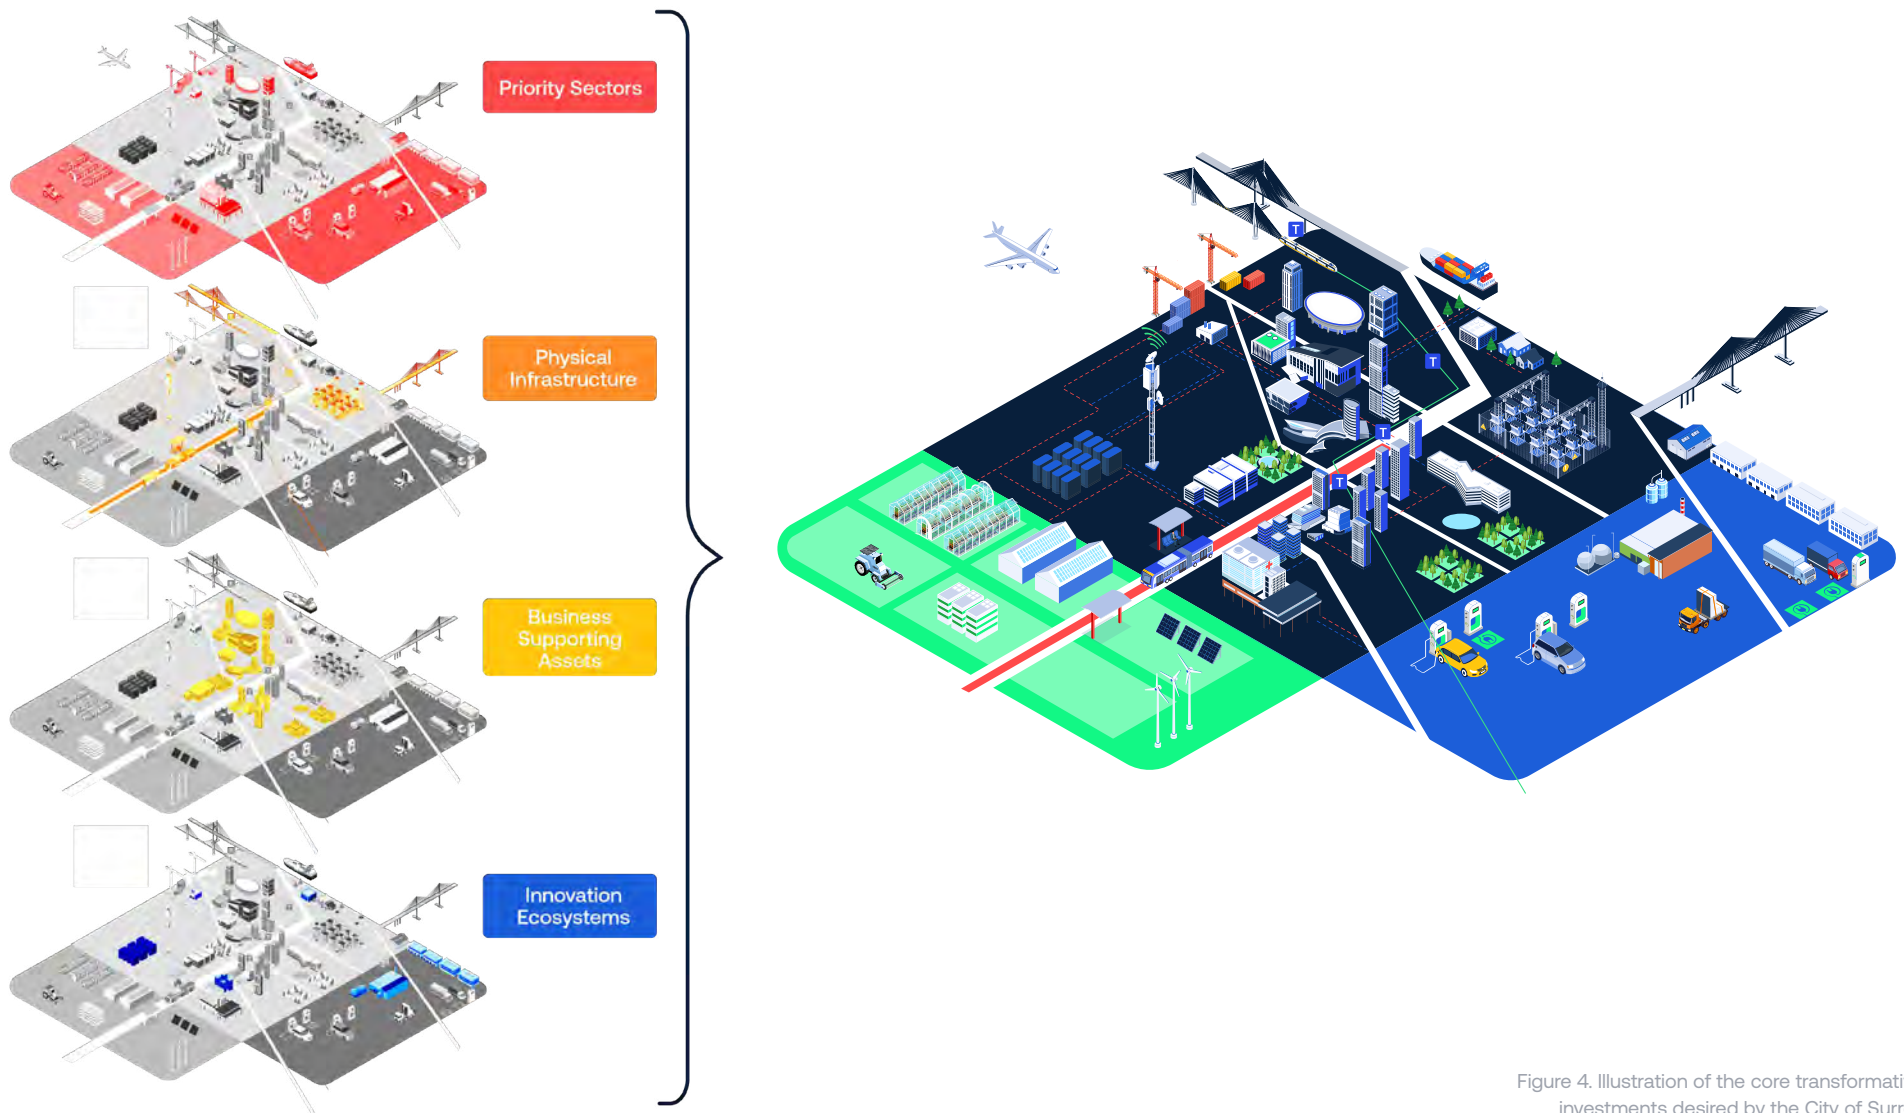 Priority Sectors
Physical
Infrastructure
Business
Supporting
Assets
Innovation
Ecosystems
T
T
T
T
Figure 4. Illustration of the core transformati
investments desired by the City of Surr